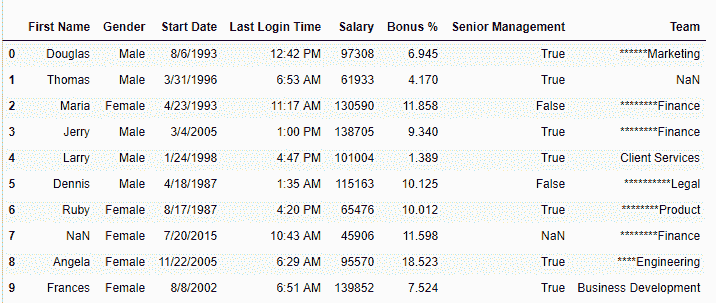 First Name Gender Start Date Last Login Time Salary Bonus % Senior Management Team
0 Douglas Male 8/6/1993 12:42 PM 97308 6.945 True ******Marketing
1 Thomas Male 3/31/1996 6:53 AM 61933 4.170 True NaN
2 Maria Female 4/23/1993 11:17 AM 130590 11.858 False ********Finance
3 Jerry Male 3/4/2005 1:00 PM 138705 9.340 True ********Finance
4 Larry Male 1/24/1998 4:47 PM 101004 1.389 True Client Services
5 Dennis Male 4/18/1987 1:35 AM 115163 10.125 False **********Legal
6 Ruby Female 8/17/1987 4:20 PM 65476 10.012 True ********Product
7 NaN Female 7/20/2015 10:43 AM 45906 11.598 NaN ********Finance
8 Angela Female 11/22/2005 6:29 AM 95570 18.523 True ****Engineering
9 Frances Female 8/8/2002 6:51 AM 139852 7.524 True Business Development